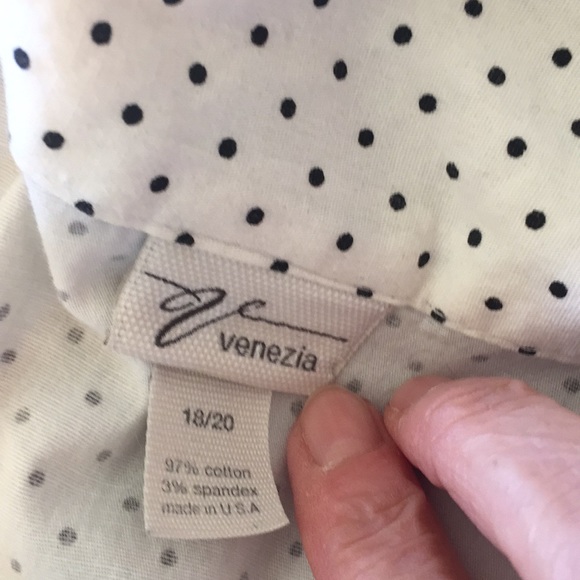 venezia
18/20
97% cotton
3% spandex
made in U.S.A